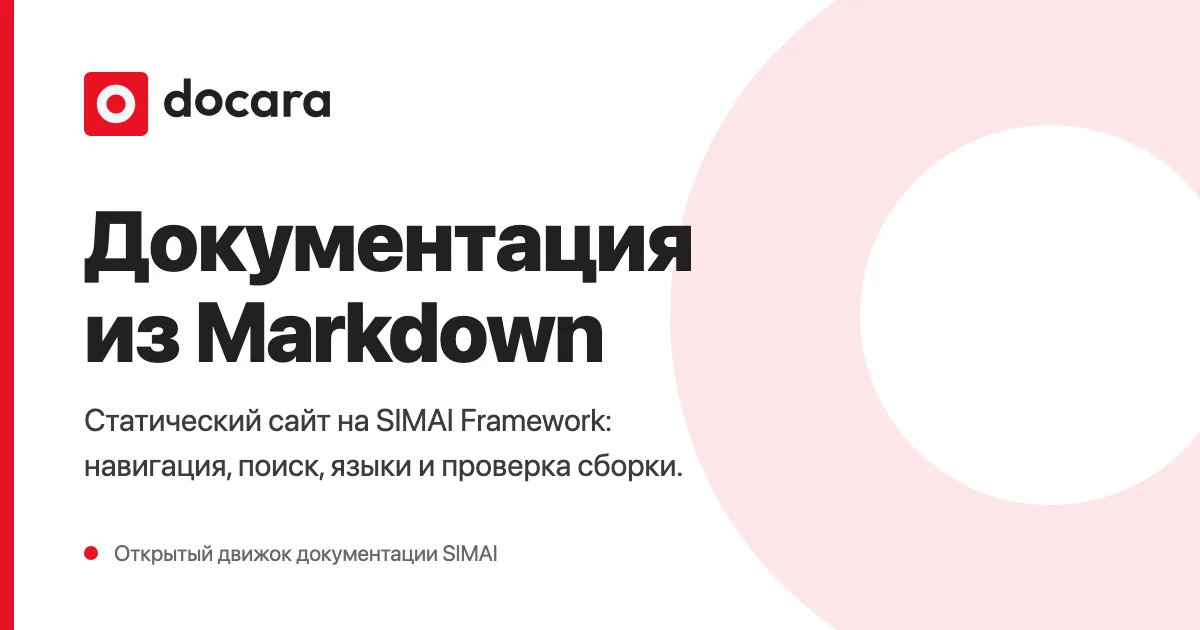 docara
Документация
из Markdown
Статический сайт на SIMAI Framework:
навигация, поиск, языки и проверка сборки.
Открытый движок документации SIMAI